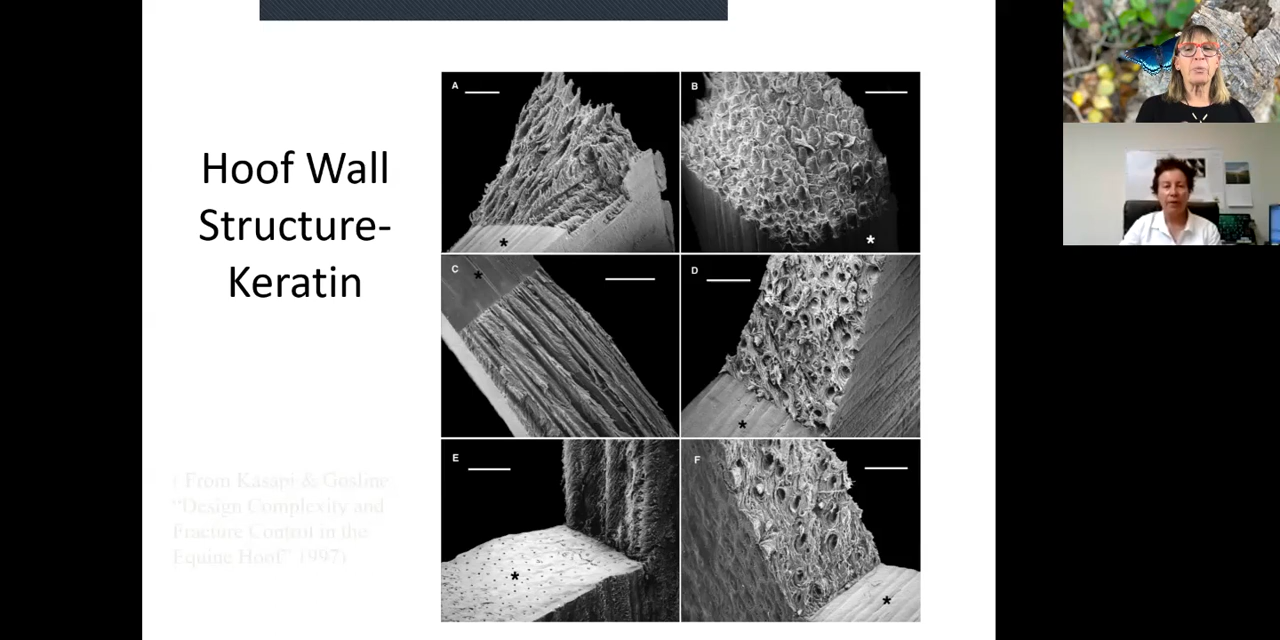 Hoof Wall
Structure-
Keratin
A
B
C
D
E
F
( From Kasapi & Gosline
“Design Complexity and
Fracture Control in the
Equine Hoof” 1997)